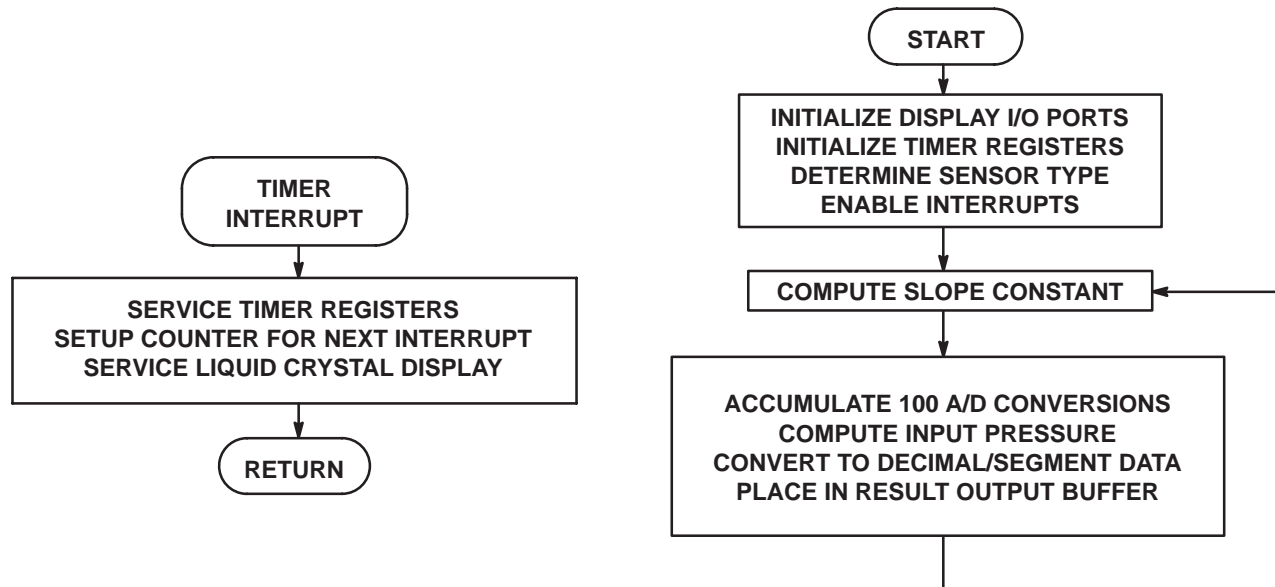 TIMER
INTERRUPT
SERVICE TIMER REGISTERS
SETUP COUNTER FOR NEXT INTERRUPT
SERVICE LIQUID CRYSTAL DISPLAY
RETURN
START
INITIALIZE DISPLAY I/O PORTS
INITIALIZE TIMER REGISTERS
DETERMINE SENSOR TYPE
ENABLE INTERRUPTS
COMPUTE SLOPE CONSTANT
ACCUMULATE 100 A/D CONVERSIONS
COMPUTE INPUT PRESSURE
CONVERT TO DECIMAL/SEGMENT DATA
PLACE IN RESULT OUTPUT BUFFER